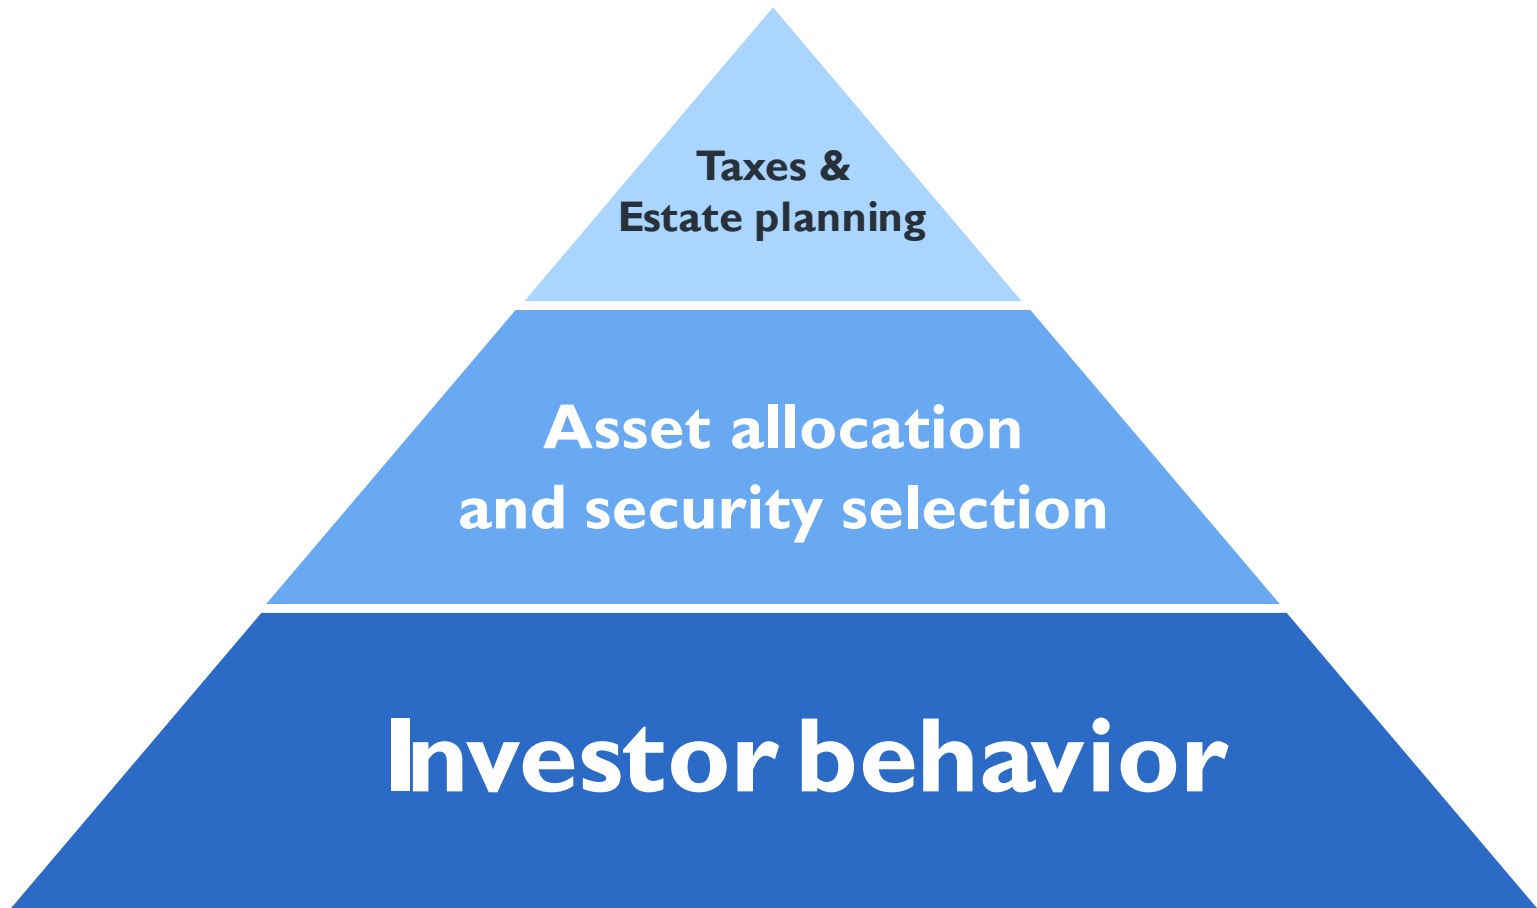 Taxes &
Estate planning
Asset allocation
and security selection
Investor behavior